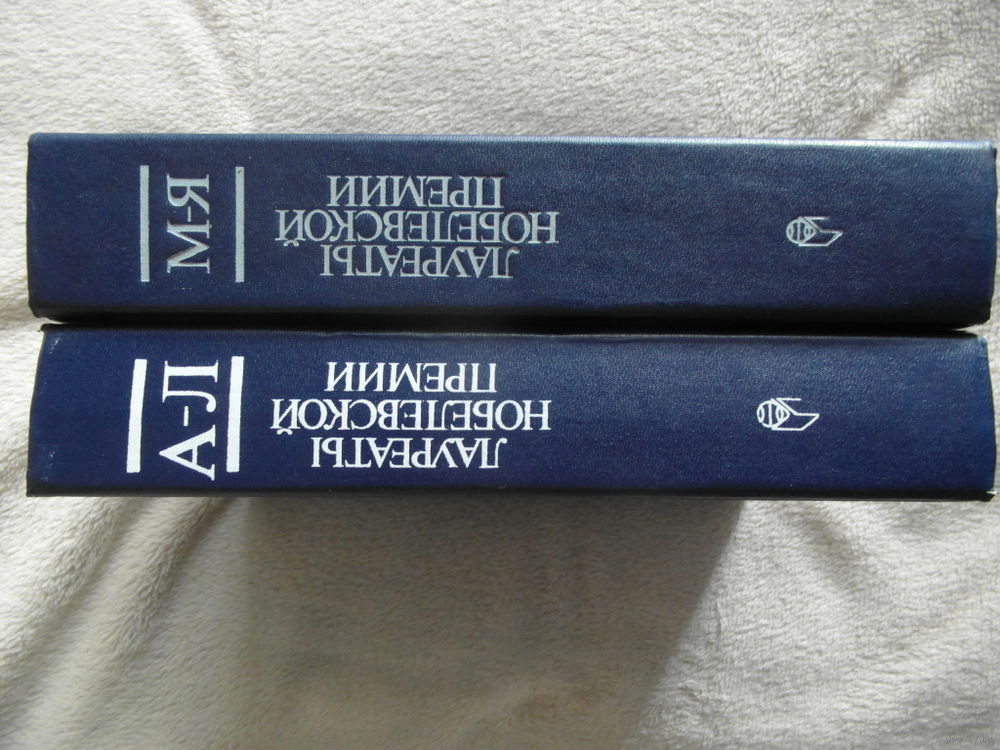 М-Я
ЛАУРЕАТЫ
НОБЕЛЕВСКОЙ
ПРЕМИИ
А-Л
ЛАУРЕАТЫ
НОБЕЛЕВСКОЙ
ПРЕМИИ